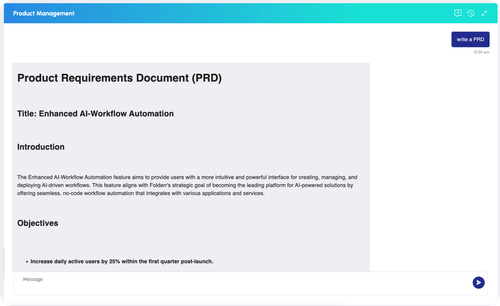 Product Management
write a PRD
Product Requirements Document (PRD)
Title: Enhanced AI-Workflow Automation
Introduction
The Enhanced AI-Workflow Automation feature aims to provide users with a more intuitive and powerful interface for creating, managing, and
deploying AI-driven workflows. This feature aligns with Folderr's strategic goal of becoming the leading platform for AI-powered solutions by
offering seamless, no-code workflow automation that integrates with various applications and services.
Objectives
• Increase daily active users by 25% within the first quarter post-launch.
Message